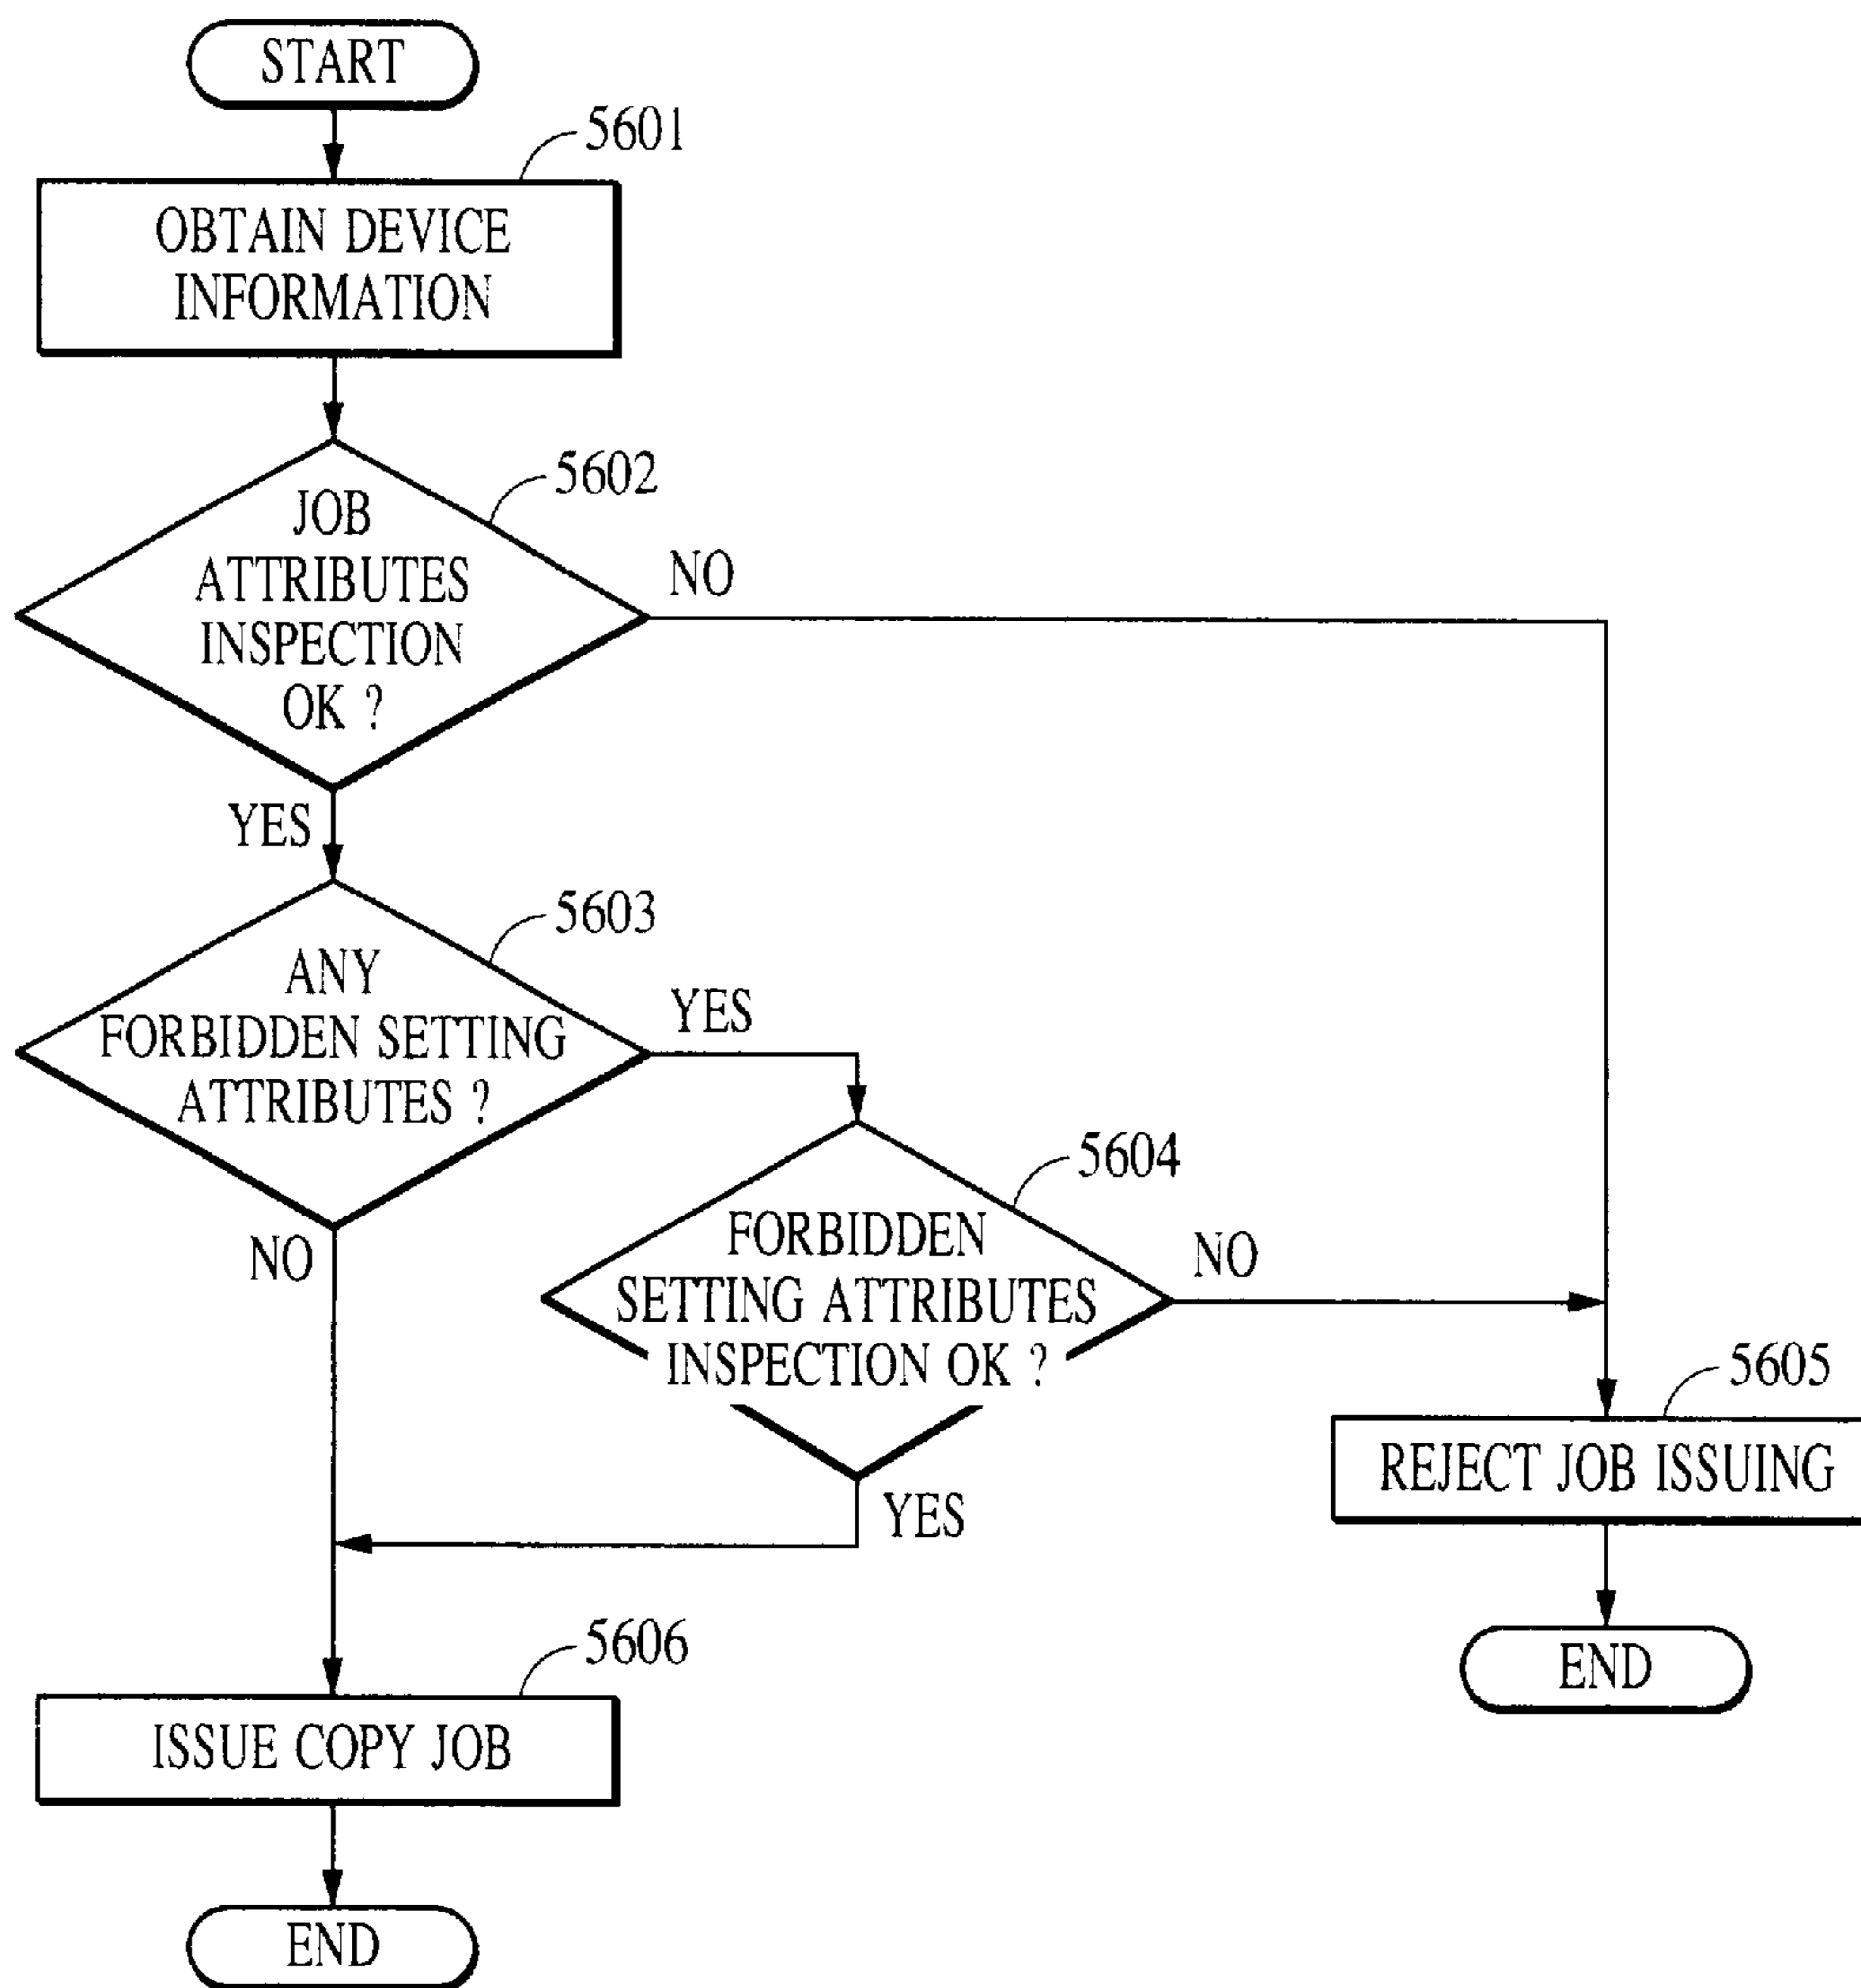 START
5601
OBTAIN DEVICE
INFORMATION
5602
JOB
ATTRIBUTES
INSPECTION
OK ?
NO
YES
5603
ANY
FORBIDDEN SETTING
ATTRIBUTES ?
YES
NO
5604
FORBIDDEN
SETTING ATTRIBUTES
INSPECTION OK ?
NO
YES
5605
REJECT JOB ISSUING
END
5606
ISSUE COPY JOB
END